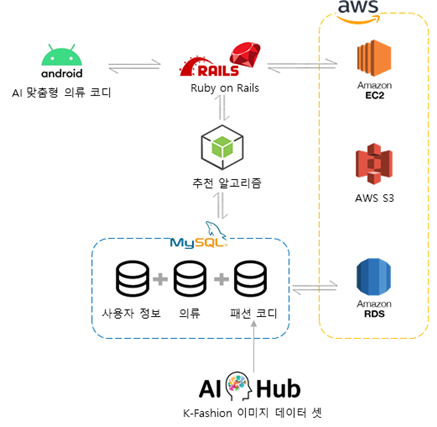 aws
android
AI 맞춤형 의류 코디
RAILS
Ruby on Rails
Amazon
EC2
추천 알고리즘
AWS S3
MySQL
사용자 정보
의류
패션 코디
Amazon
RDS
AI Hub
K-Fashion 이미지 데이터 셋